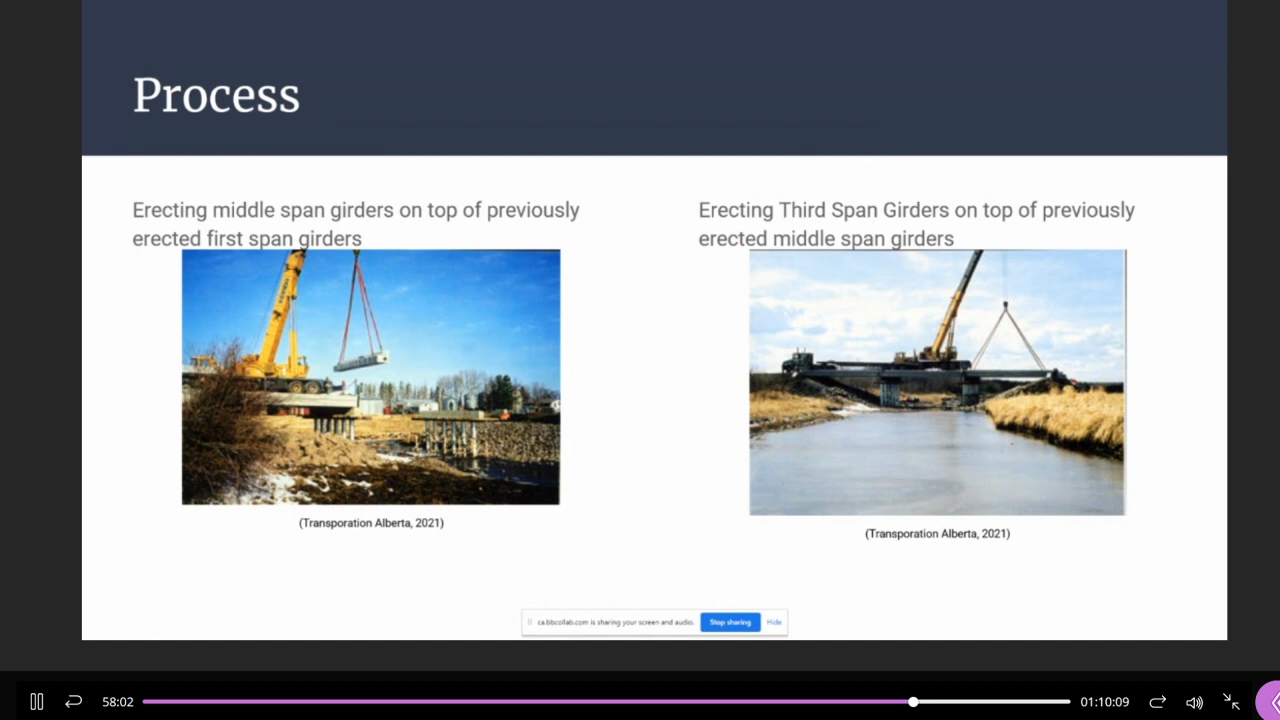 Process
Erecting middle span girders on top of previously
erected first span girders
(Transporation Alberta, 2021)
Erecting Third Span Girders on top of previously
erected middle span girders
(Transporation Alberta, 2021)
ca.bbcollab.com is sharing your screen and audio. Stop sharing Hide
58:02 01:10:09